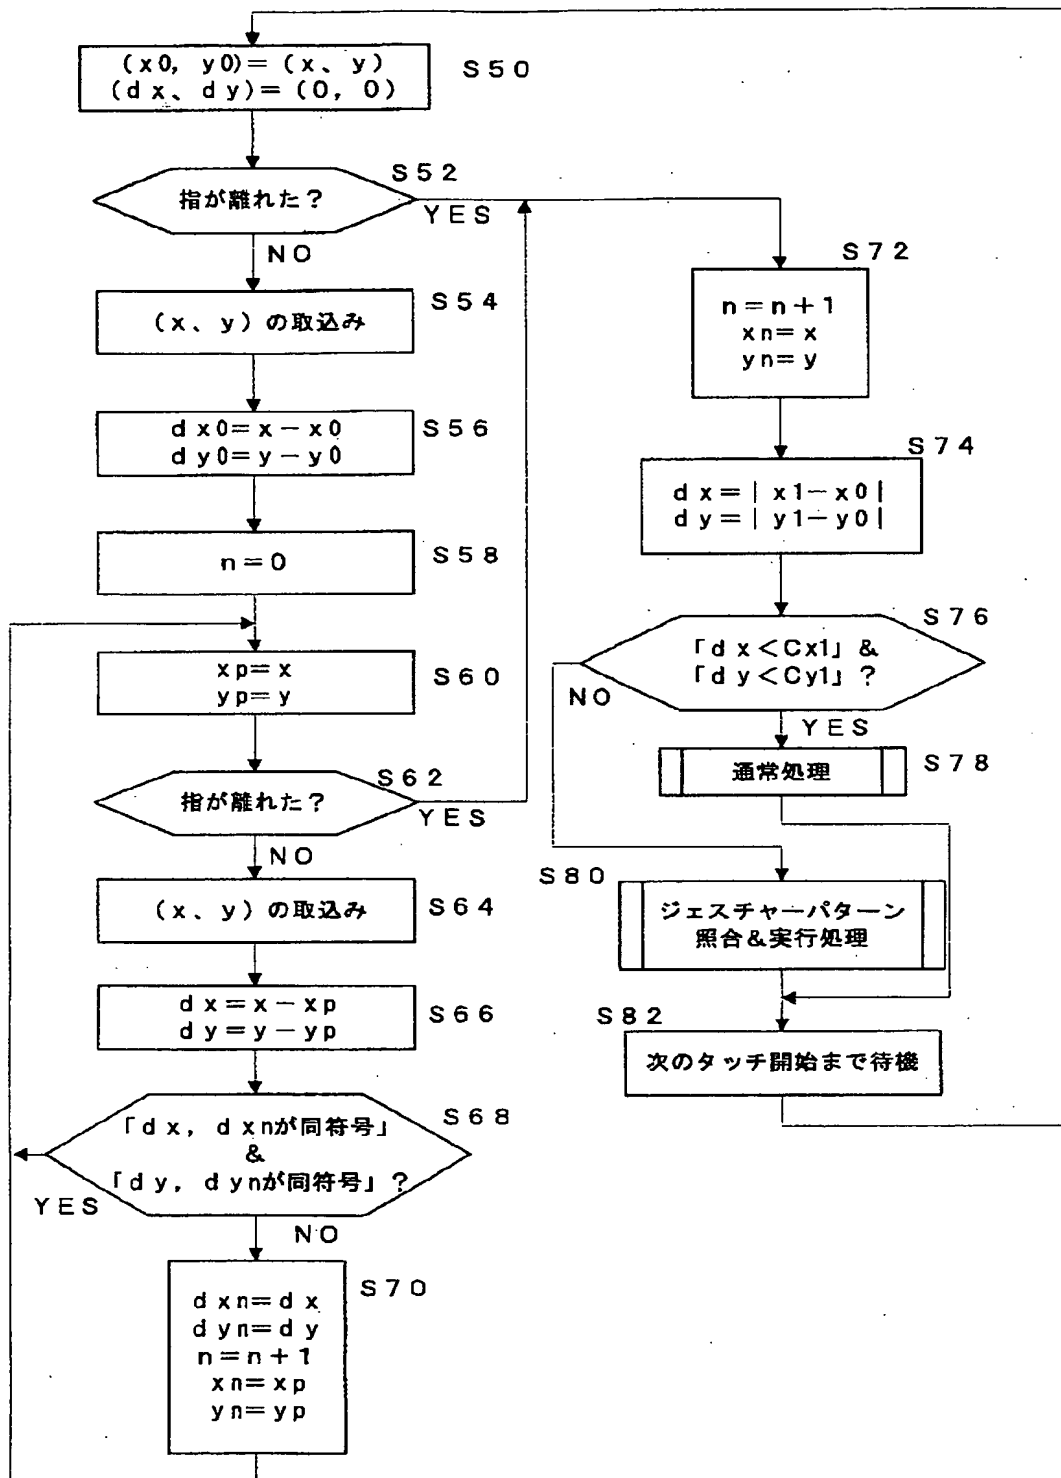 (x0, y0)=(x、y)
(dx、dy)=(0, 0)
S50
指が離れた?
S52
YES
NO
(x、y)の取込み
S54
dx0=x-x0
dy0=y-y0
S56
n=0
S58
xp=x
yp=y
S60
指が離れた?
S62
YES
NO
(x、y)の取込み
S64
dx=x-xp
dy=y-yp
S66
「dx, dxnが同符号」
&
「dy, dynが同符号」?
S68
YES
NO
S70
dxn=dx
dyn=dy
n=n+1
xn=xp
yn=yp
S72
n=n+1
xn=x
yn=y
S74
dx=|x1-x0|
dy=|y1-y0|
S76
「dx<Cx1」&
「dy<Cy1」?
NO
YES
通常処理
S78
S80
ジェスチャーパターン
照合&実行処理
S82
次のタッチ開始まで待機